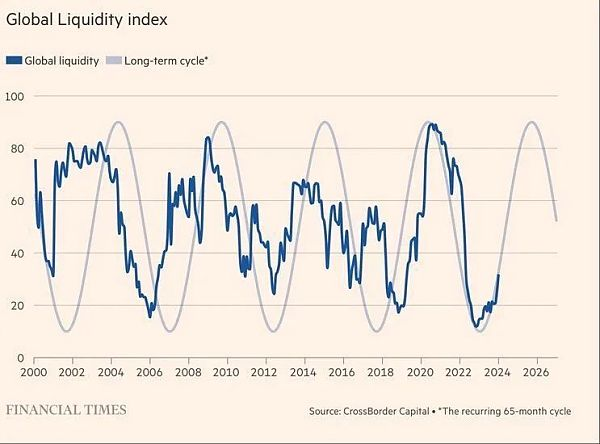 Global Liquidity index
Global liquidity Long-term cycle*
100
80
60
40
20
0
2000 2002 2004 2006 2008 2010 2012 2014 2016 2018 2020 2022 2024 2026
FINANCIAL TIMES
Source: CrossBorder Capital • *The recurring 65-month cycle